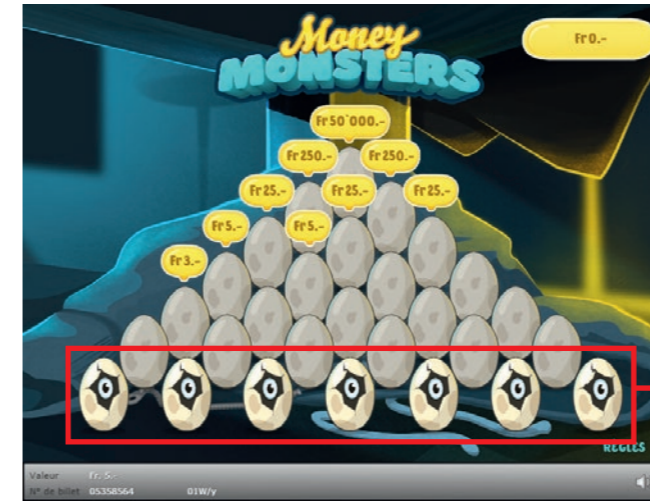 Money
MONSTERS
Fr 0.-
Fr 50'000.-
Fr 250.- Fr 250.-
Fr 25.- Fr 25.- Fr 25.-
Fr 5.- Fr 5.-
Fr 3.-
RÈGLES
Valeur Fr. 5.-
N° de billet 05358564 01W/y